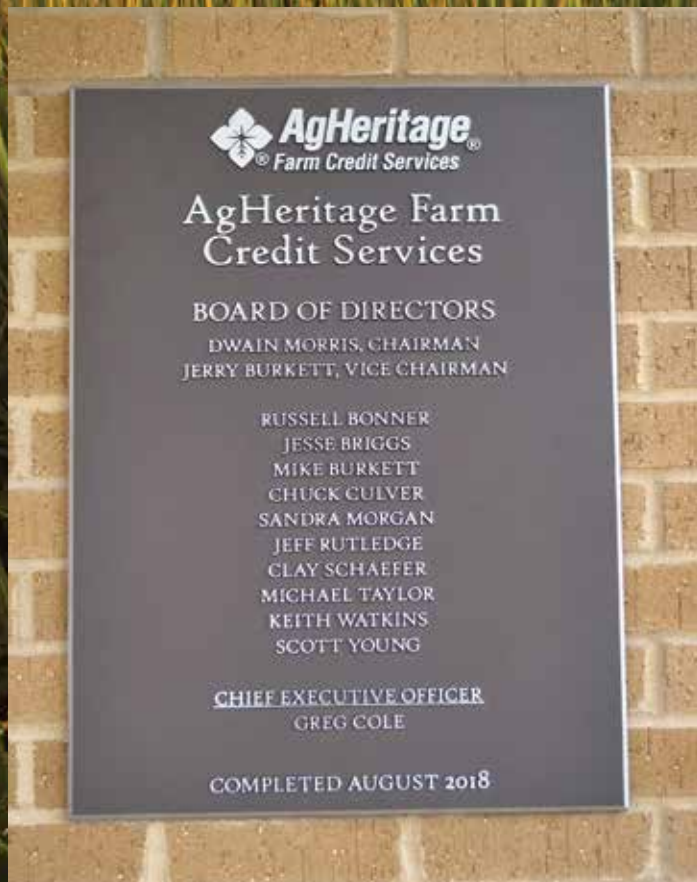 AgHeritage®
® Farm Credit Services
AgHeritage Farm
Credit Services
BOARD OF DIRECTORS
DWAIN MORRIS, CHAIRMAN
JERRY BURKETT, VICE CHAIRMAN
RUSSELL BONNER
JESSE BRIGGS
MIKE BURKETT
CHUCK CULVER
SANDRA MORGAN
JEFF RUTLEDGE
CLAY SCHAEFER
MICHAEL TAYLOR
KEITH WATKINS
SCOTT YOUNG
CHIEF EXECUTIVE OFFICER
GREG COLE
COMPLETED AUGUST 2018